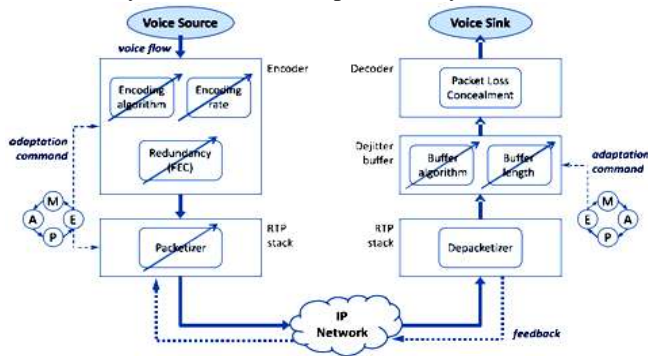 Voice Source
voice flow
Encoder
Encoding
algorithm
Encoding
rate
Redundancy
(FEC)
adaptation
command
M
A
E
P
RTP
stack
Packetizer
IP
Network
feedback
Voice Sink
Decoder
Packet Loss
Concealment
Dejitter
buffer
Buffer
algorithm
Buffer
length
adaptation
command
M
E
A
P
RTP
stack
Depacketizer